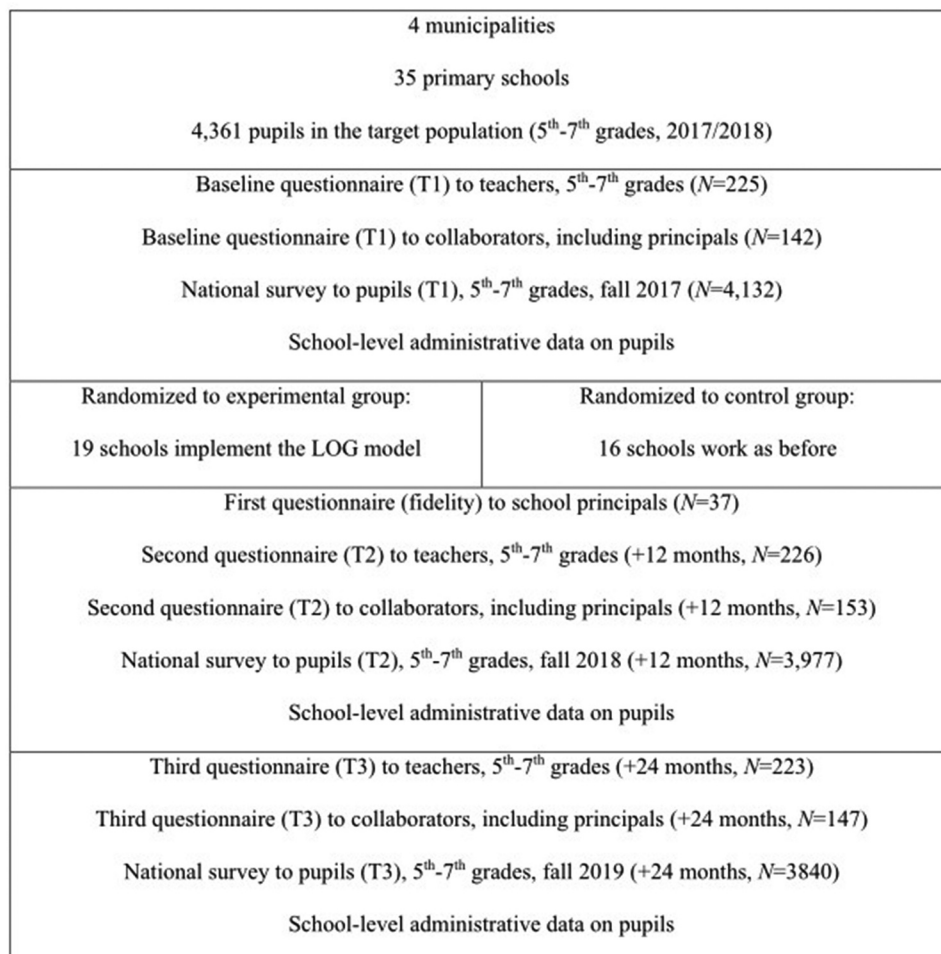 4 municipalities
35 primary schools
4,361 pupils in the target population (5th-7th grades, 2017/2018)
Baseline questionnaire (T1) to teachers, 5th-7th grades (N=225)
Baseline questionnaire (T1) to collaborators, including principals (N=142)
National survey to pupils (T1), 5th-7th grades, fall 2017 (N=4,132)
School-level administrative data on pupils
Randomized to experimental group:
19 schools implement the LOG model
Randomized to control group:
16 schools work as before
First questionnaire (fidelity) to school principals (N=37)
Second questionnaire (T2) to teachers, 5th-7th grades (+12 months, N=226)
Second questionnaire (T2) to collaborators, including principals (+12 months, N=153)
National survey to pupils (T2), 5th-7th grades, fall 2018 (+12 months, N=3,977)
School-level administrative data on pupils
Third questionnaire (T3) to teachers, 5th-7th grades (+24 months, N=223)
Third questionnaire (T3) to collaborators, including principals (+24 months, N=147)
National survey to pupils (T3), 5th-7th grades, fall 2019 (+24 months, N=3840)
School-level administrative data on pupils